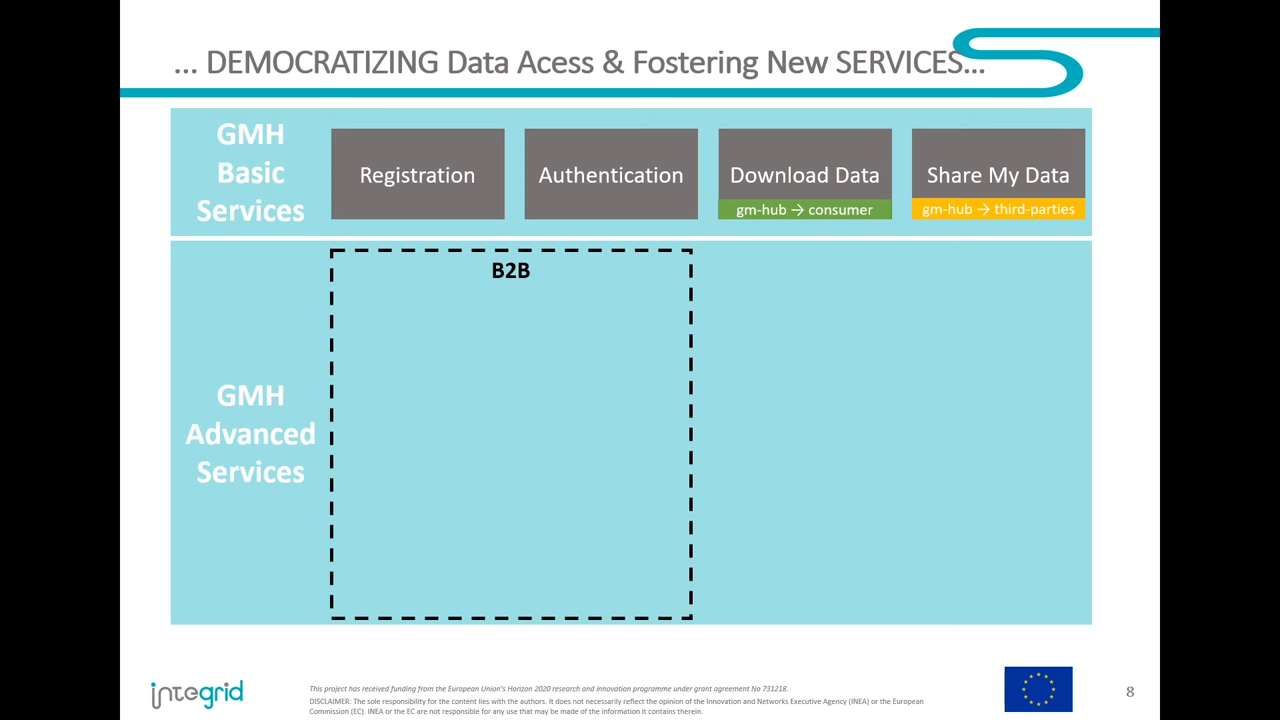 ... DEMOCRATIZING Data Acess & Fostering New SERVICES...
GMH
Basic
Services
Registration
Authentication
Download Data
gm-hub → consumer
Share My Data
gm-hub → third-parties
GMH
Advanced
Services
B2B
integrid
This project has received funding from the European Union's Horizon 2020 research and innovation programme under grant agreement No 731218.
DISCLAIMER: The sole responsibility for the content lies with the authors. It does not necessarily reflect the opinion of the Innovation and Networks Executive Agency (INEA) or the European
Commission (EC). INEA or the EC are not responsible for any use that may be made of the information it contains therein.
8